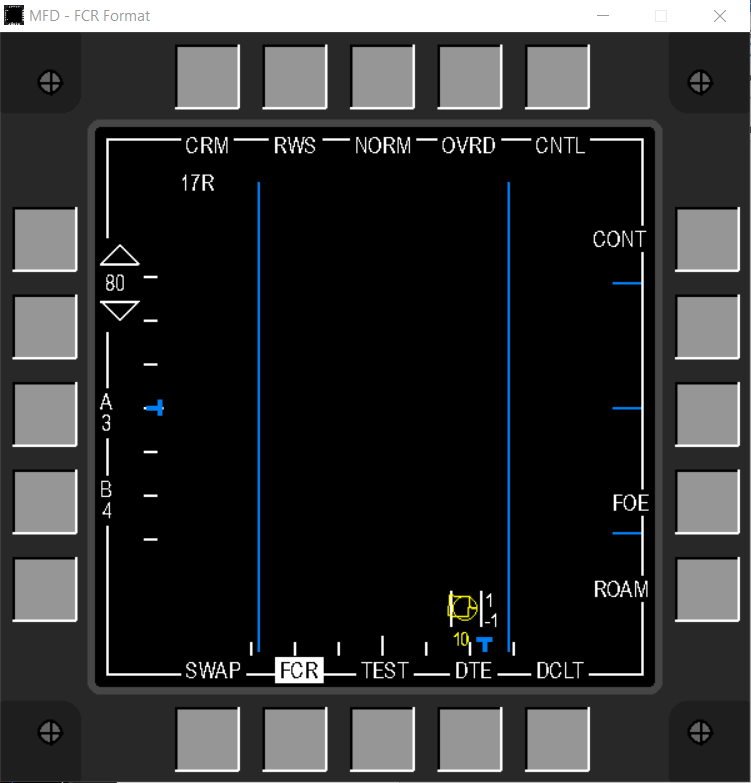 MFD - FCR Format
CRM RWS NORM OVRD CNTL
17R
CONT
80
A
3
B
4
FOE
ROAM
1
-1
10
SWAP FCR TEST DTE DCLT